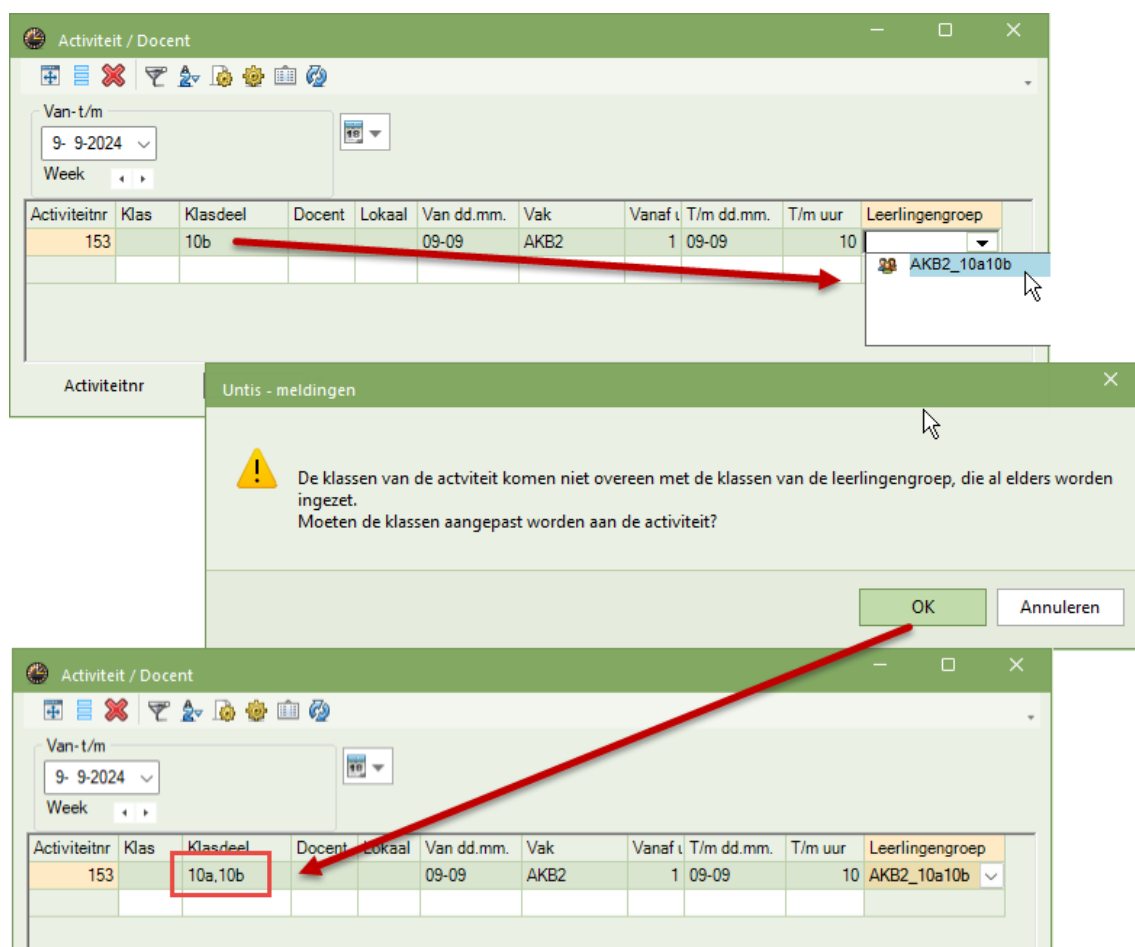 Activiteit / Docent
Van- t/m
9- 9-2024
Week
Activiteitnr Klas Klasdeel Docent Lokaal Van dd.mm. Vak Vanaf u T/m dd.mm. T/m uur Leerlingengroep
153 10b 09-09 AKB2 1 09-09 10
AKB2_10a10b
Activiteitnr
Untis - meldingen
De klassen van de actviteit komen niet overeen met de klassen van de leerlingengroep, die al elders worden
ingezet.
Moeten de klassen aangepast worden aan de activiteit?
OK Annuleren
Activiteit / Docent
Van- t/m
9- 9-2024
Week
Activiteitnr Klas Klasdeel Docent Lokaal Van dd.mm. Vak Vanaf u T/m dd.mm. T/m uur Leerlingengroep
153 10a,10b 09-09 AKB2 1 09-09 10 AKB2_10a10b